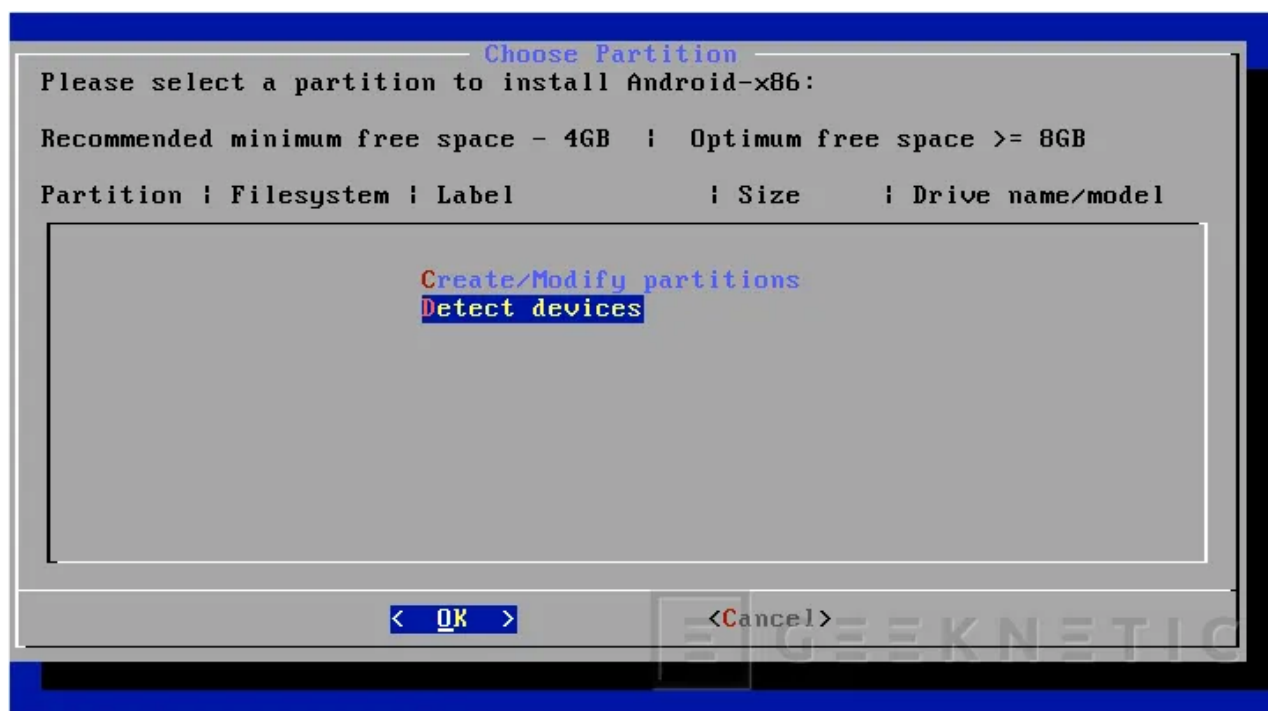 Choose Partition
Please select a partition to install Android-x86:
Recommended minimum free space - 4GB | Optimum free space >= 8GB
Partition | Filesystem | Label | Size | Drive name/model
Create/Modify partitions
Detect devices
< OK > <Cancel>
GEEKNETIC